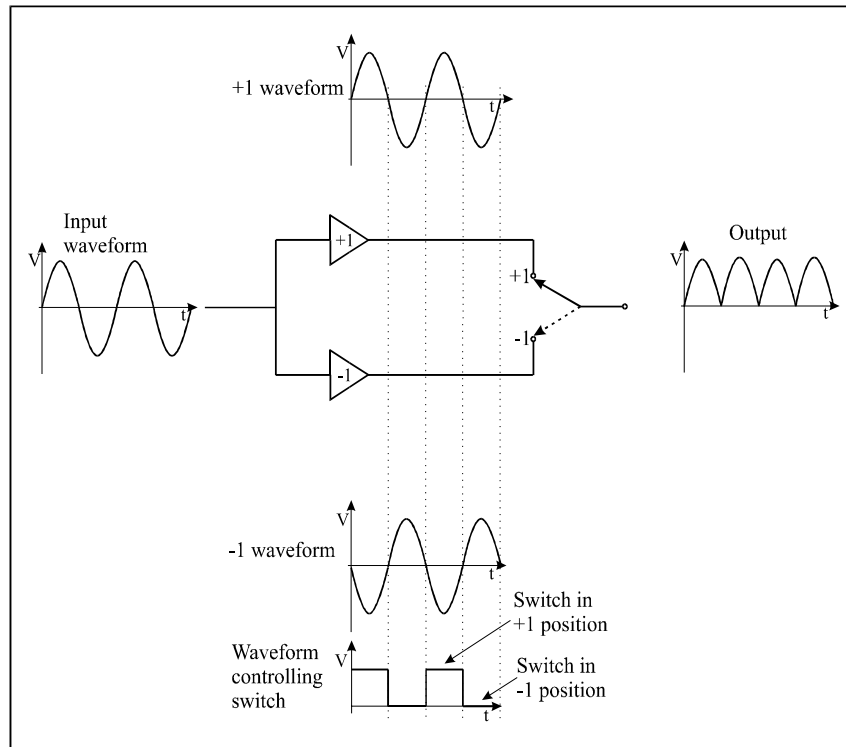 V
+1 waveform
t
Input
waveform
V
t
+1
-1
+1
-1
Output
V
t
V
-1 waveform
t
Switch in
+1 position
Waveform
controlling
switch
V
Switch in
-1 position
t